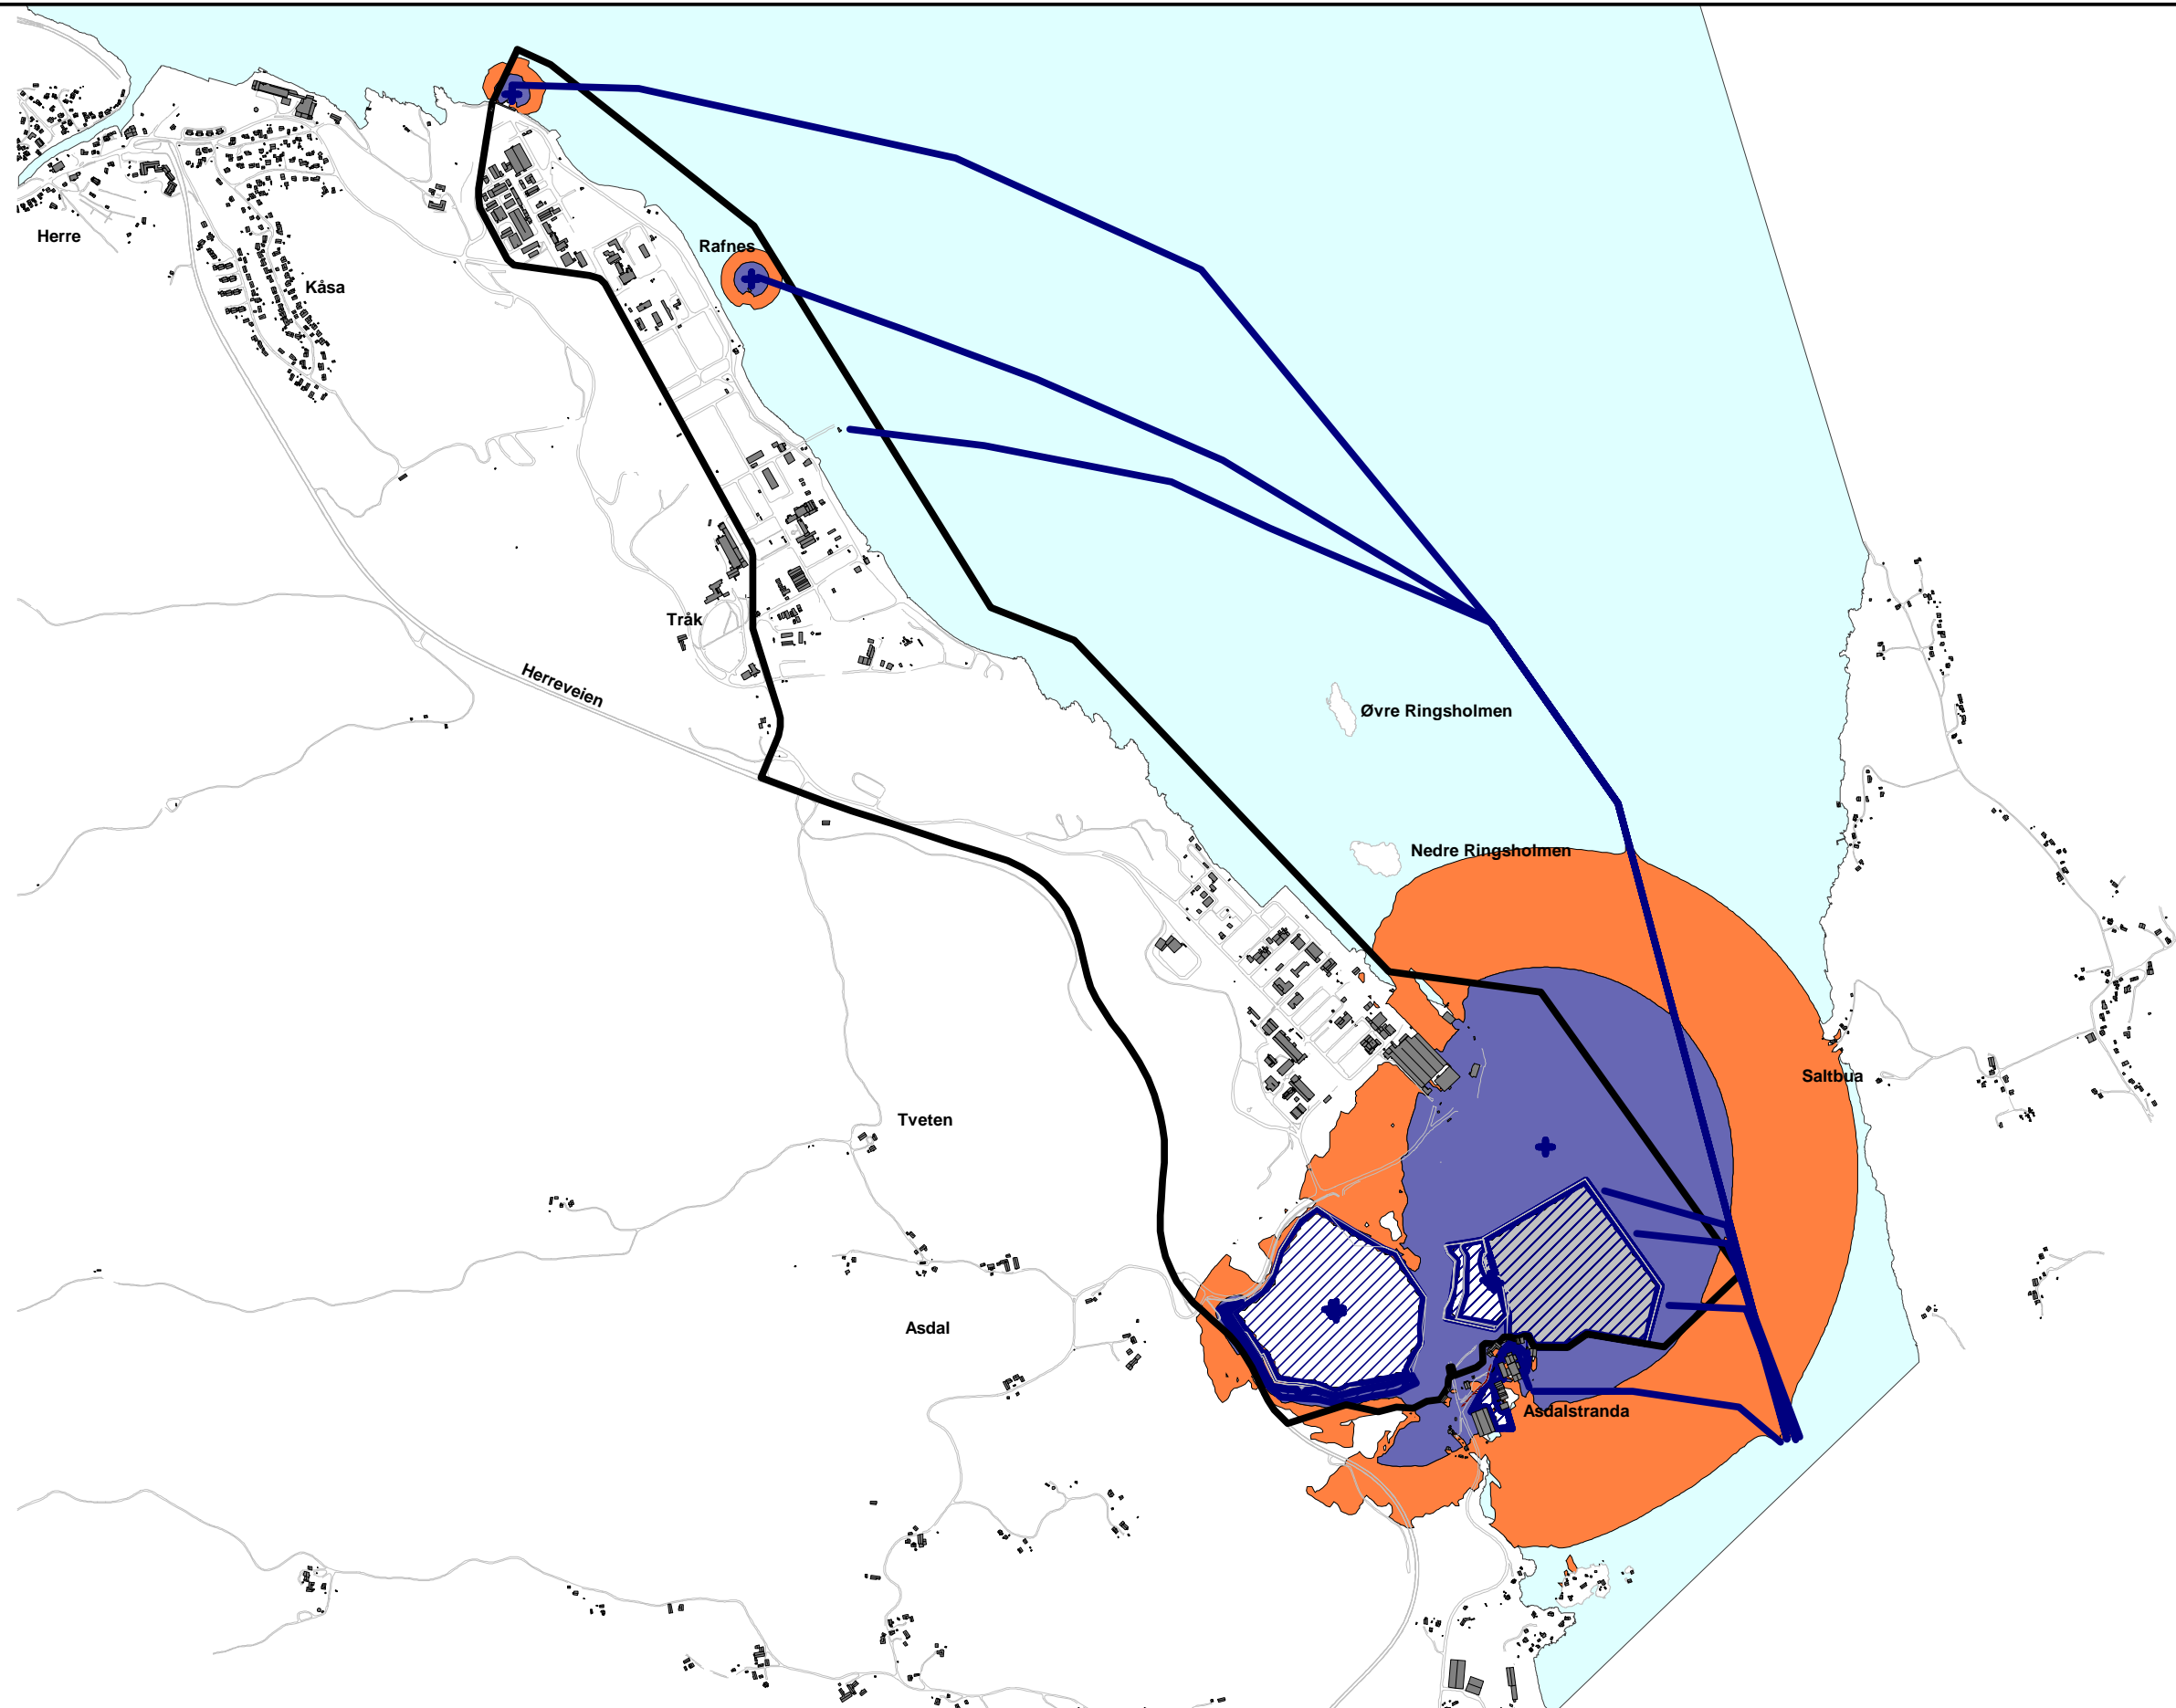 Herre
Rafnes
Kåsa
Tråk
Herreveien
Øvre Ringsholmen
Nedre Ringsholmen
Saltbua
Tveten
Asdal
Asdalstranda